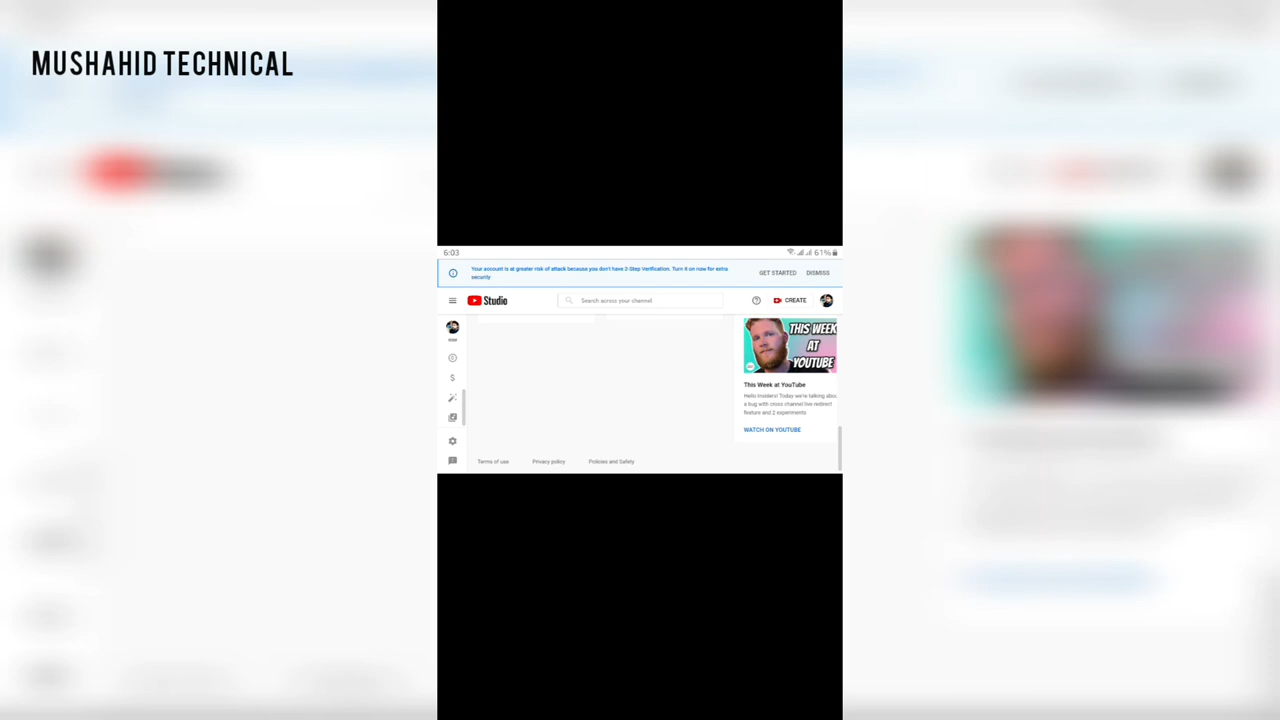 MUSHAHID TECHNICAL
6:03
61%
Your account is at greater risk of attack because you don't have 2-Step Verification. Turn it on now for extra
security
GET STARTED
DISMISS
Studio
Search across your channel
CREATE
THIS WEEK
AT
YOUTUBE
This Week at YouTube
Hello Insiders! Today we're talking abou
a bug with cross channel live redirect
feature and 2 experiments
WATCH ON YOUTUBE
Terms of use
Privacy policy
Policies and Safety